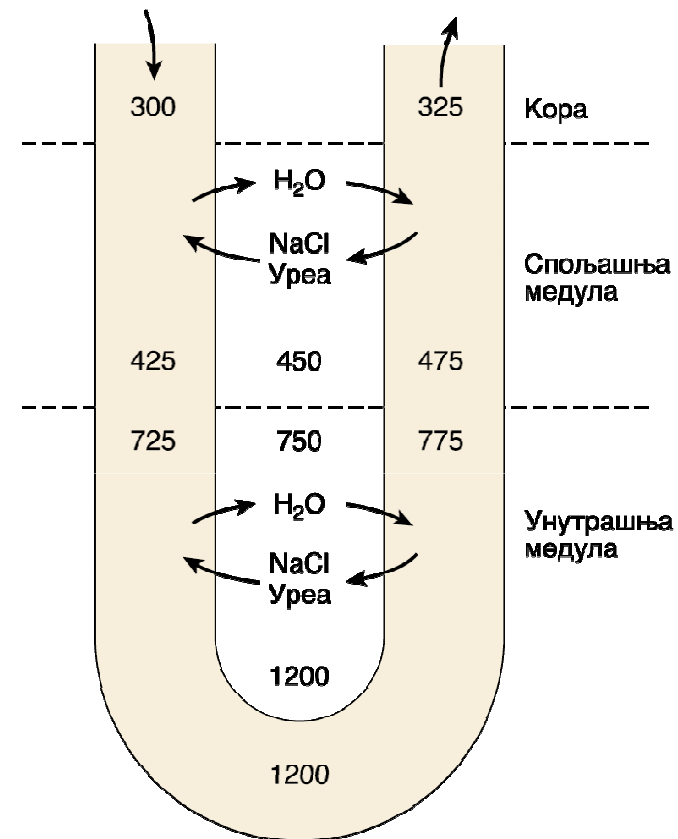 300
325
Кора
H₂O
NaCl
Уреа
Спољашња
медула
425
450
475
725
750
775
H₂O
NaCl
Уреа
Унутрашња
медула
1200
1200